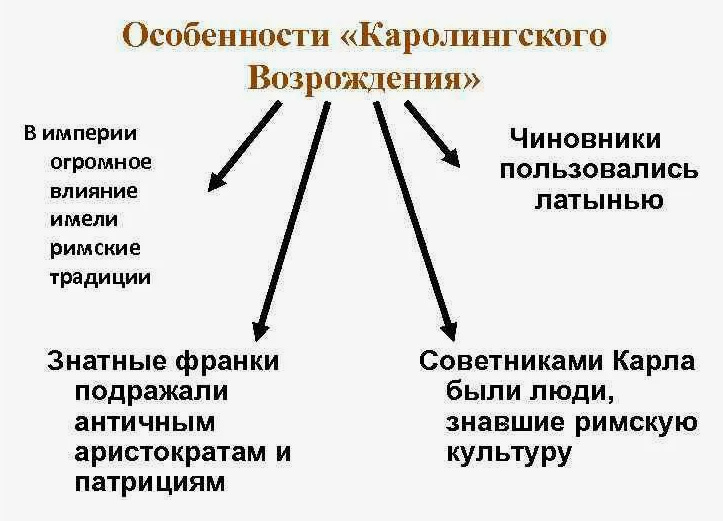 Особенности «Каролингского
Возрождения»
В империи
огромное
влияние
имели
римские
традиции
Чиновники
пользовались
латынью
Знатные франки
подражали
античным
аристократам и
патрициям
Советниками Карла
были люди,
знавшие римскую
культуру